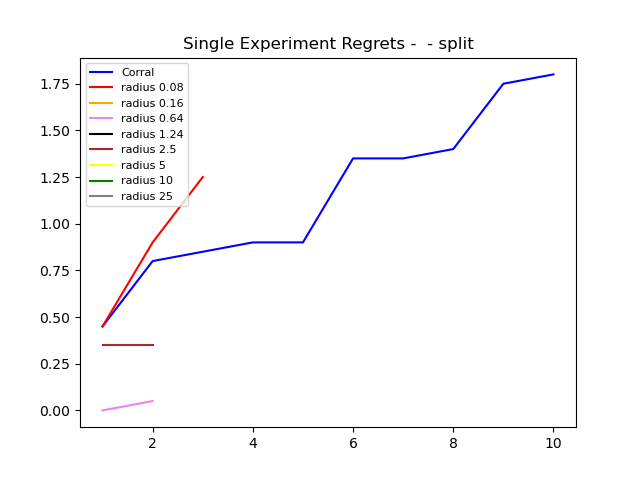 Single Experiment Regrets -  - split
Corral
radius 0.08
radius 0.16
radius 0.64
radius 1.24
radius 2.5
radius 5
radius 10
radius 25
1.75
1.50
1.25
1.00
0.75
0.50
0.25
0.00
2
4
6
8
10